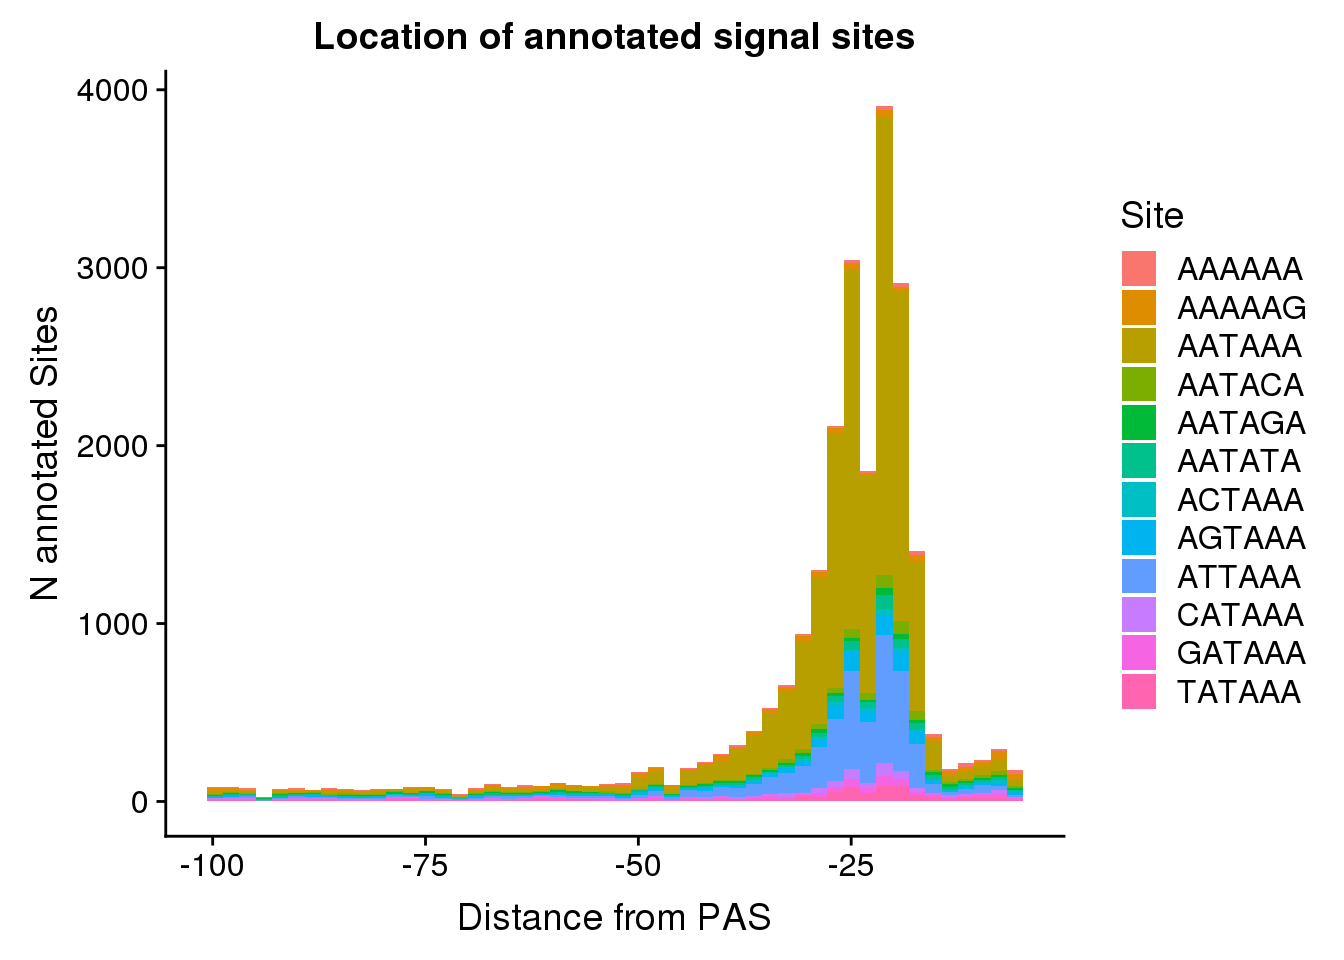 Location of annotated signal sites
4000
3000
2000
1000
0
N annotated Sites
-100
-75
-50
-25
Distance from PAS
Site
AAAAAA
AAAAAG
AATAAA
AATACA
AATAGA
AATATA
ACTAAA
AGTAAA
ATTAAA
CATAAA
GATAAA
TATAAA